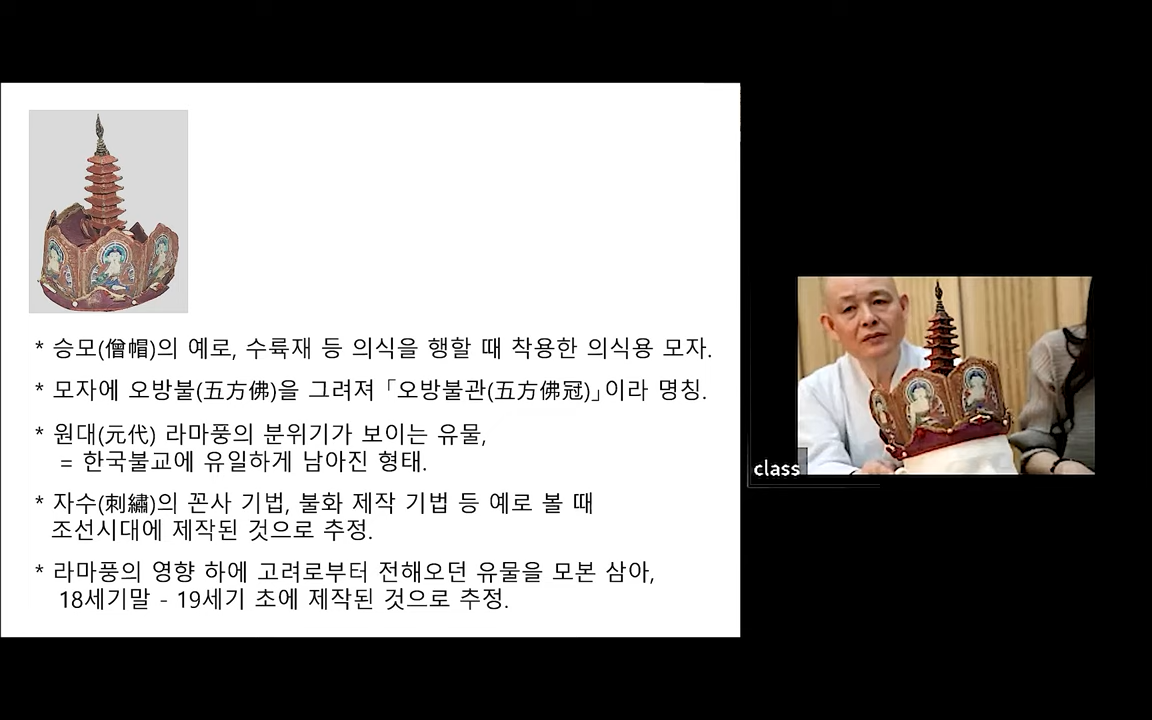 * 승모(僧帽)의 예로, 수륙재 등 의식을 행할 때 착용한 의식용 모자.
* 모자에 오방불(五方佛)을 그려져 「오방불관(五方佛冠)」이라 명칭.
* 원대(元代) 라마풍의 분위기가 보이는 유물,
= 한국불교에 유일하게 남아진 형태.
* 자수(刺繡)의 꼰사 기법, 불화 제작 기법 등 예로 볼 때
조선시대에 제작된 것으로 추정.
* 라마풍의 영향 하에 고려로부터 전해오던 유물을 모본 삼아,
18세기말 - 19세기 초에 제작된 것으로 추정.
class